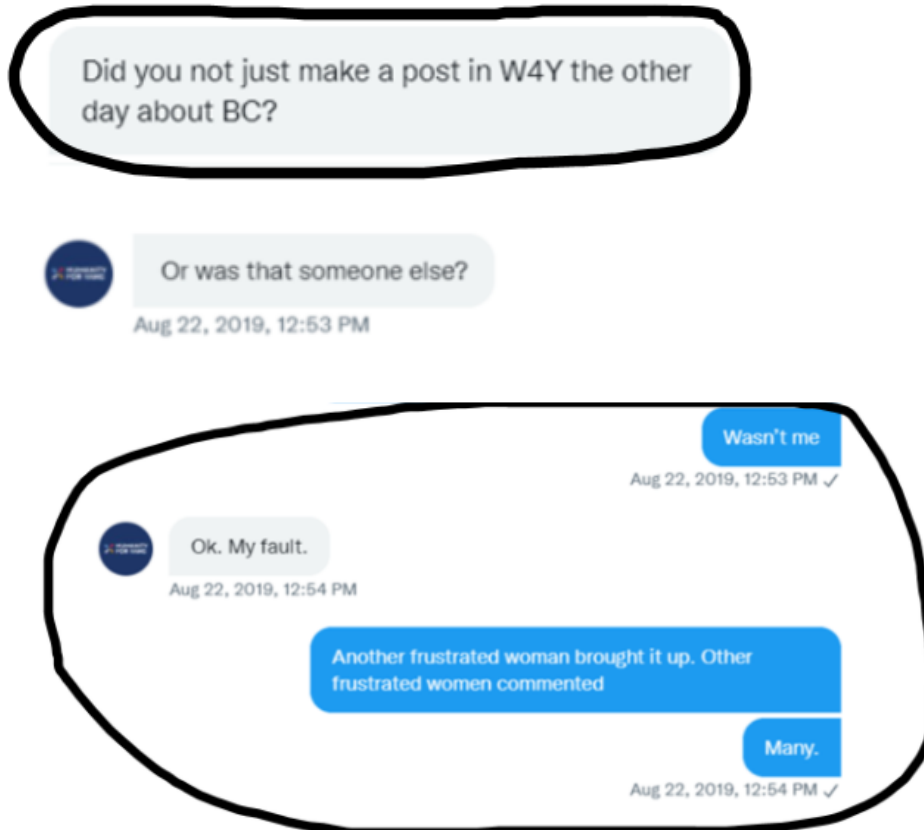 Did you not just make a post in W4Y the other
day about BC?
Or was that someone else?
Aug 22, 2019, 12:53 PM
Wasn't me
Aug 22, 2019, 12:53 PM ✓
Ok. My fault.
Aug 22, 2019, 12:54 PM
Another frustrated woman brought it up. Other
frustrated women commented
Many.
Aug 22, 2019, 12:54 PM ✓